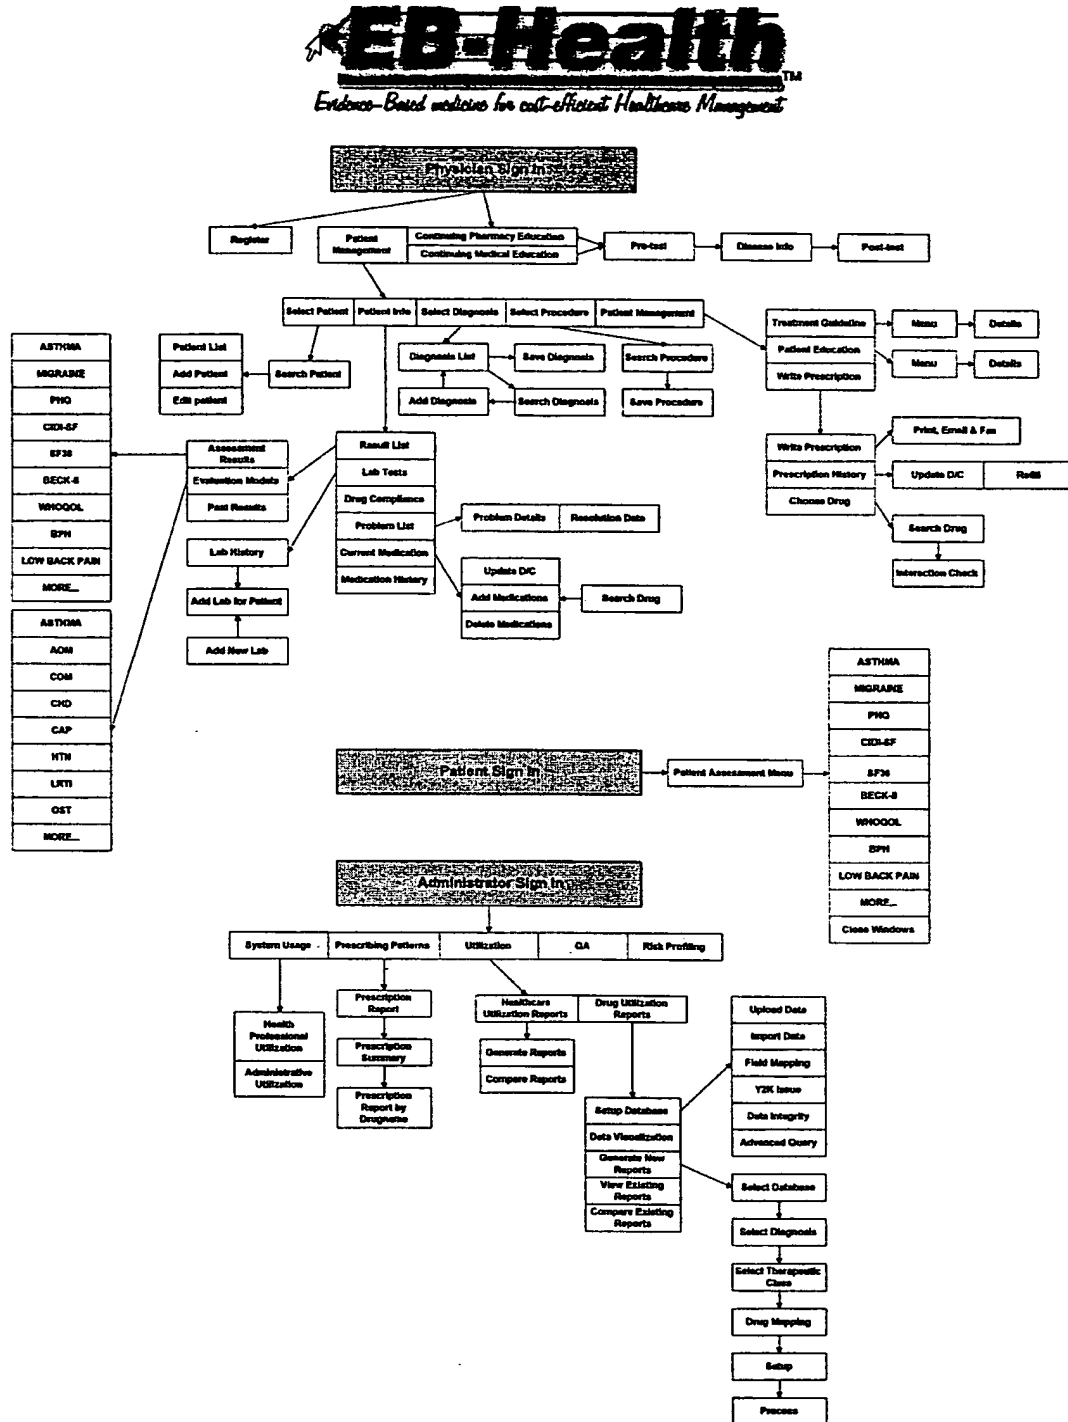 EB-Health
TM
Evidence-Based medicine for cost-efficient Healthcare Management
Physician Sign In
Register
Patient
Management
Continuing Pharmacy Education
Continuing Medical Education
Pre-test
Disease Info
Post-test
Select Patient
Patient Info
Select Diagnosis
Select Procedure
Patient Management
Treatment Guideline
Patient Education
Write Prescription
Menu
Details
Menu
Details
ASTHMA
MIGRAINE
PHQ
CIDI-SF
SF36
BECK-II
WHOQOL
BPH
LOW BACK PAIN
MORE...
Patient List
Add Patient
Edit patient
Search Patient
Diagnosis List
Save Diagnosis
Add Diagnosis
Search Diagnosis
Search Procedure
Save Procedure
Assessment
Results
Evaluation Models
Past Results
Result List
Lab Tests
Drug Compliance
Problem List
Current Medication
Medication History
Write Prescription
Prescription History
Choose Drug
Print, Email & Fax
Update D/C
Refill
Search Drug
Interaction Check
Problem Details
Resolution Date
Lab History
Add Lab for Patient
Add New Lab
Update D/C
Add Medications
Delete Medications
Search Drug
ASTHMA
AOM
COM
CHD
CAP
HTN
LRTI
OST
MORE...
Patient Sign In
Patient Assessment Menu
ASTHMA
MIGRAINE
PHQ
CIDI-SF
SF36
BECK-II
WHOQOL
BPH
LOW BACK PAIN
MORE...
Close Windows
Administrator Sign In
System Usage
Prescribing Patterns
Utilization
QA
Risk Profiling
Health
Professional
Utilization
Administrative
Utilization
Prescription
Report
Prescription
Summary
Prescription
Report by
Drugname
Healthcare
Utilization Reports
Drug Utilization
Reports
Generate Reports
Compare Reports
Setup Database
Data Visualization
Generate New
Reports
View Existing
Reports
Compare Existing
Reports
Upload Data
Import Data
Field Mapping
Y2K Issue
Data Integrity
Advanced Query
Select Database
Select Diagnosis
Select Therapeutic
Class
Drug Mapping
Setup
Process